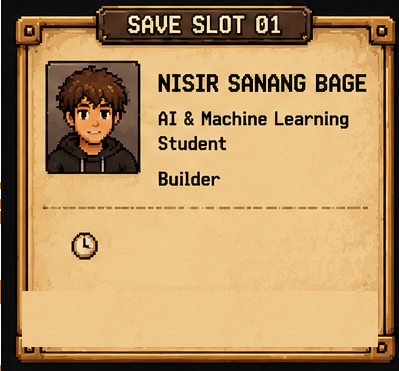 SAVE SLOT 01
NISIR SANANG BAGE
AI & Machine Learning
Student
Builder